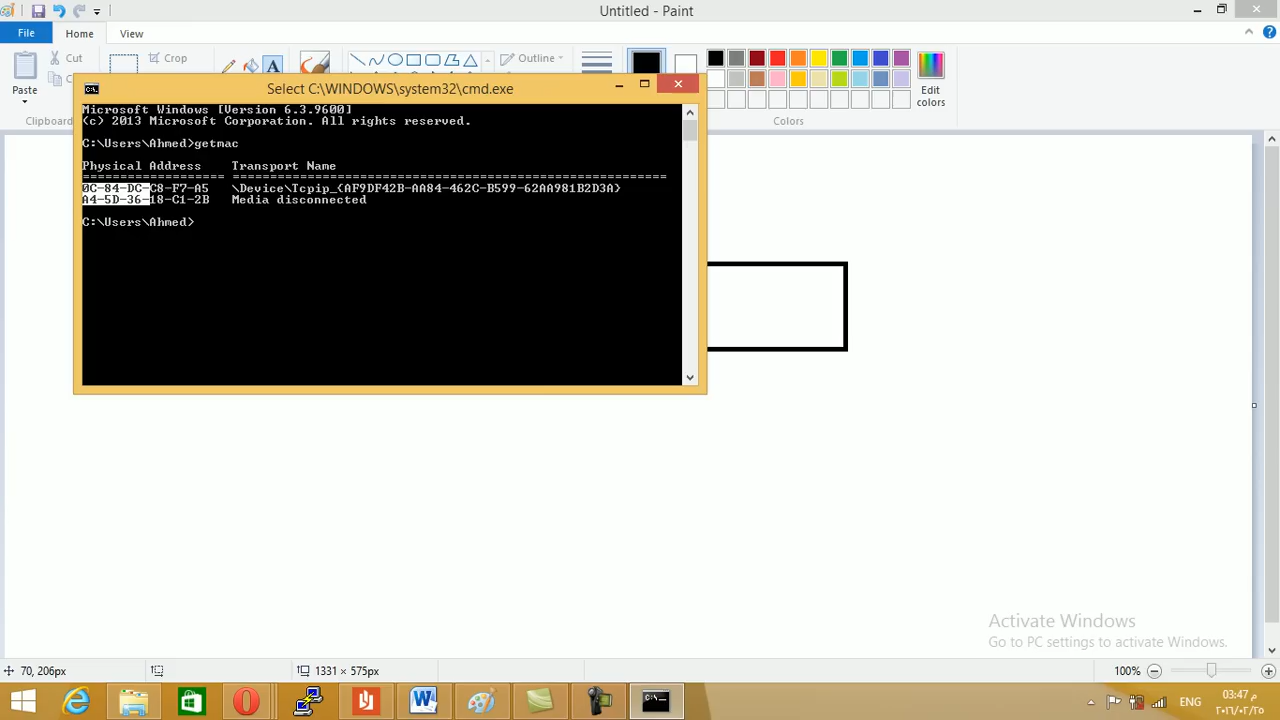 Untitled - Paint
File
Home
View
Paste
Cut
Crop
A
Outline
Edit colors
Clipboard
Colors
Select C:\WINDOWS\system32\cmd.exe
Microsoft Windows [Version 6.3.9600]
(c) 2013 Microsoft Corporation. All rights reserved.
C:\Users\Ahmed>getmac
Physical Address    Transport Name
=================== ==========================================================
0C-84-DC-C8-F7-A5   \Device\Tcpip_{AF9DF42B-AA84-462C-B599-62AA981B2D3A}
A4-5D-36-18-C1-2B   Media disconnected
C:\Users\Ahmed>
Activate Windows
Go to PC settings to activate Windows.
70, 206px
1331 × 575px
100%
ENG
03:47 م